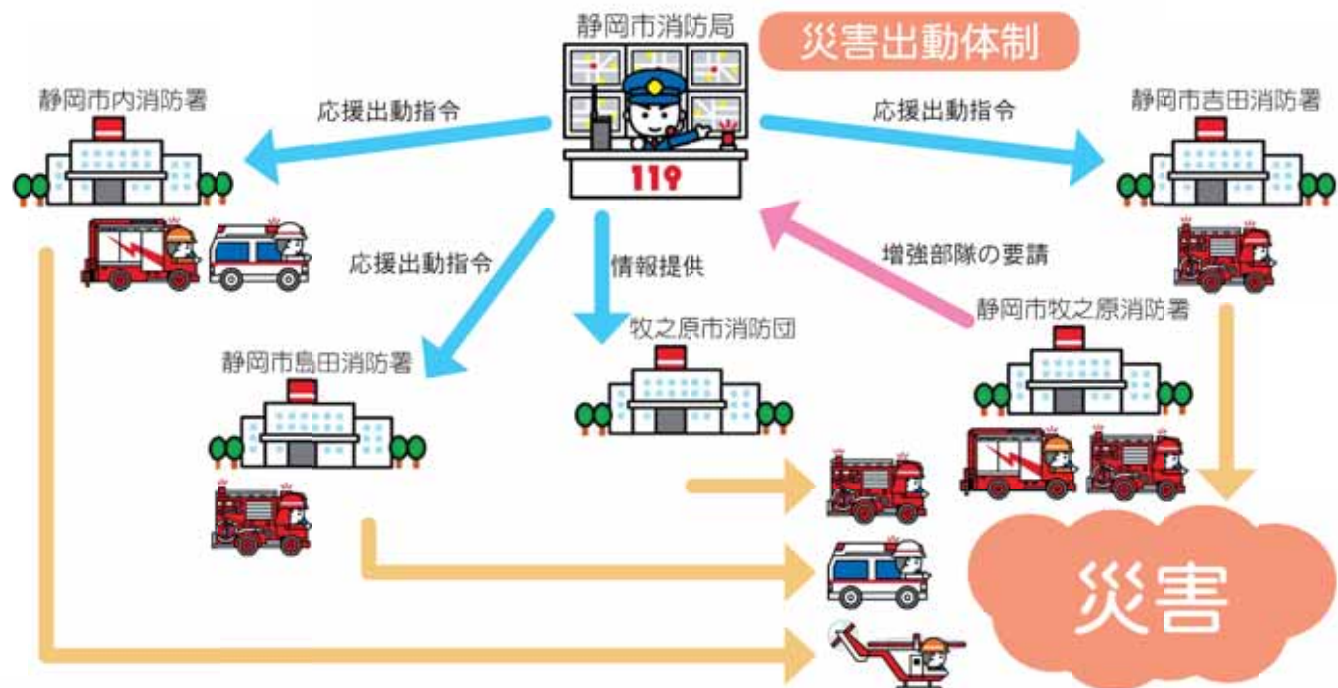 静岡市消防局
災害出動体制
静岡市内消防署
応援出動指令
応援出動指令
静岡市吉田消防署
119
応援出動指令
情報提供
増強部隊の要請
静岡市牧之原消防署
牧之原市消防団
静岡市島田消防署
災害